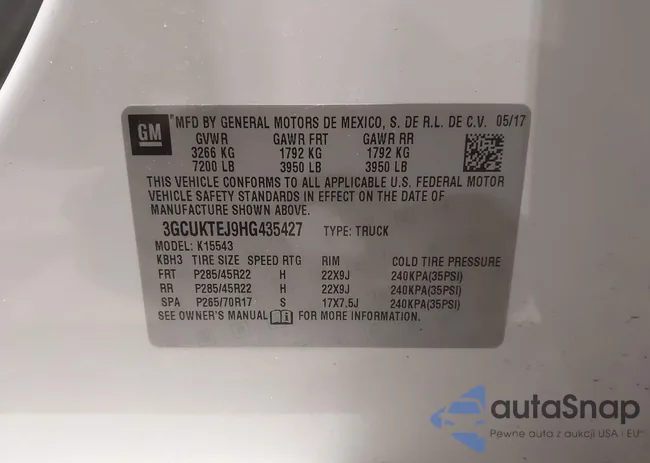 GM
® MFD BY GENERAL MOTORS DE MEXICO, S. DE R.L. DE C.V. 05/17
GVWR GAWR FRT GAWR RR
3266 KG 1792 KG 1792 KG
7200 LB 3950 LB 3950 LB
THIS VEHICLE CONFORMS TO ALL APPLICABLE U.S. FEDERAL MOTOR
VEHICLE SAFETY STANDARDS IN EFFECT ON THE DATE OF
MANUFACTURE SHOWN ABOVE.
3GCUKTEJ9HG435427 TYPE: TRUCK
MODEL: K15543
KBH3 TIRE SIZE SPEED RTG RIM COLD TIRE PRESSURE
FRT P285/45R22 H 22X9J 240KPA(35PSI)
RR P285/45R22 H 22X9J 240KPA(35PSI)
SPA P265/70R17 S 17X7.5J 240KPA(35PSI)
SEE OWNER'S MANUAL FOR MORE INFORMATION.
autaSnap
Pewne auta z aukcji USA i EU